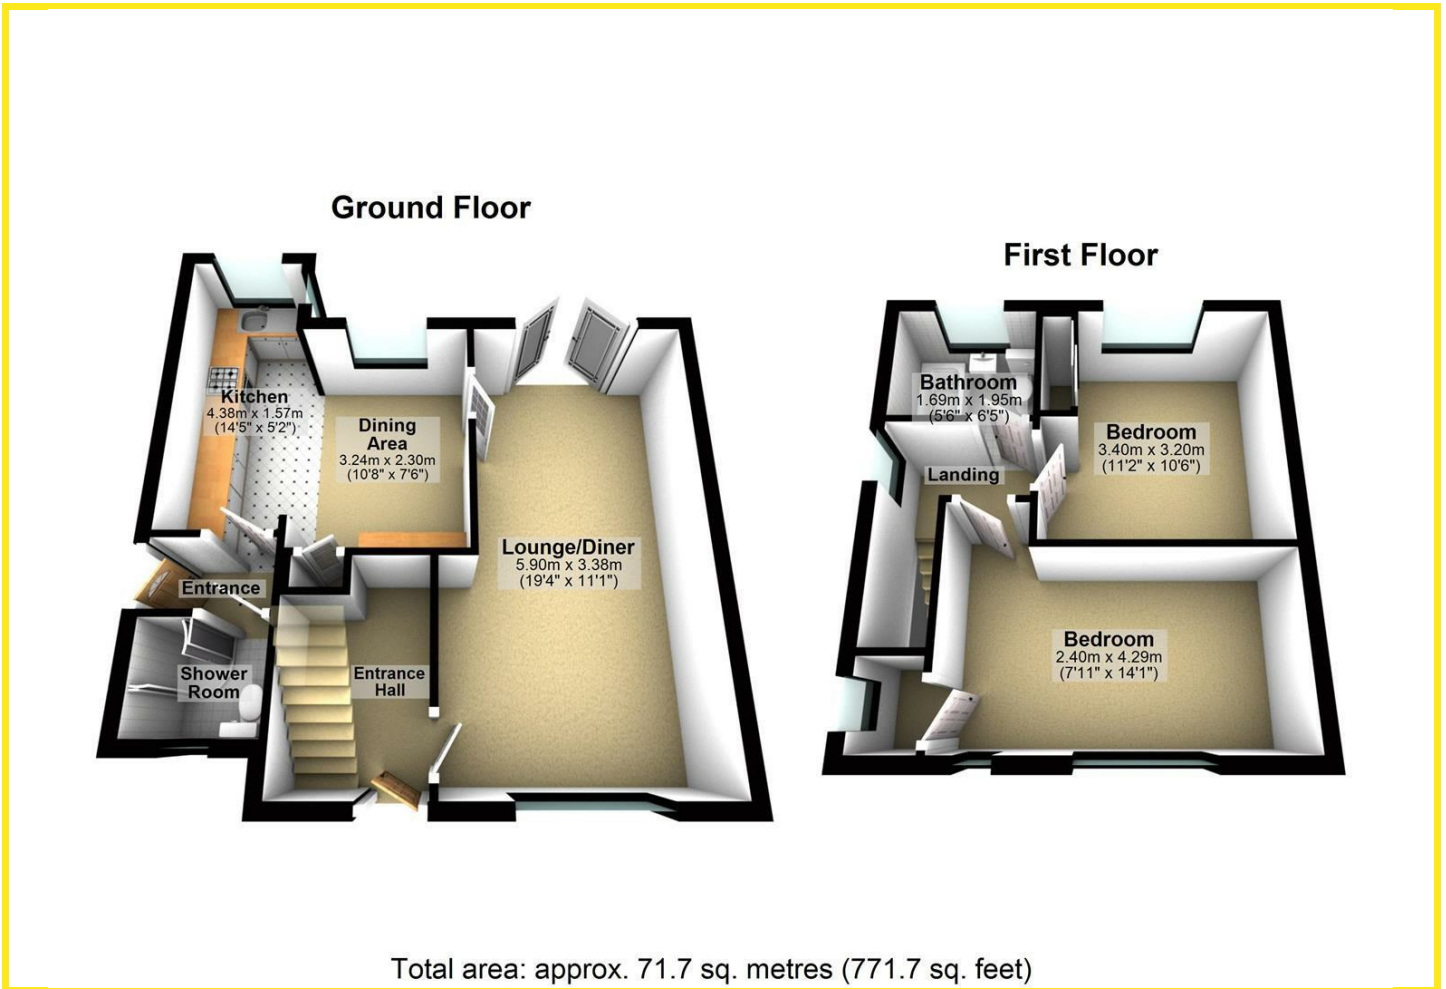 Ground Floor
First Floor
Kitchen
4.38m x 1.57m
(14'5" x 5'2")
Dining
Area
3.24m x 2.30m
(10'8" x 7'6")
Lounge/Diner
5.90m x 3.38m
(19'4" x 11'1")
Entrance
Shower
Room
Entrance
Hall
Bathroom
1.69m x 1.95m
(5'6" x 6'5")
Bedroom
3.40m x 3.20m
(11'2" x 10'6")
Landing
Bedroom
2.40m x 4.29m
(7'11" x 14'1")
Total area: approx. 71.7 sq. metres (771.7 sq. feet)